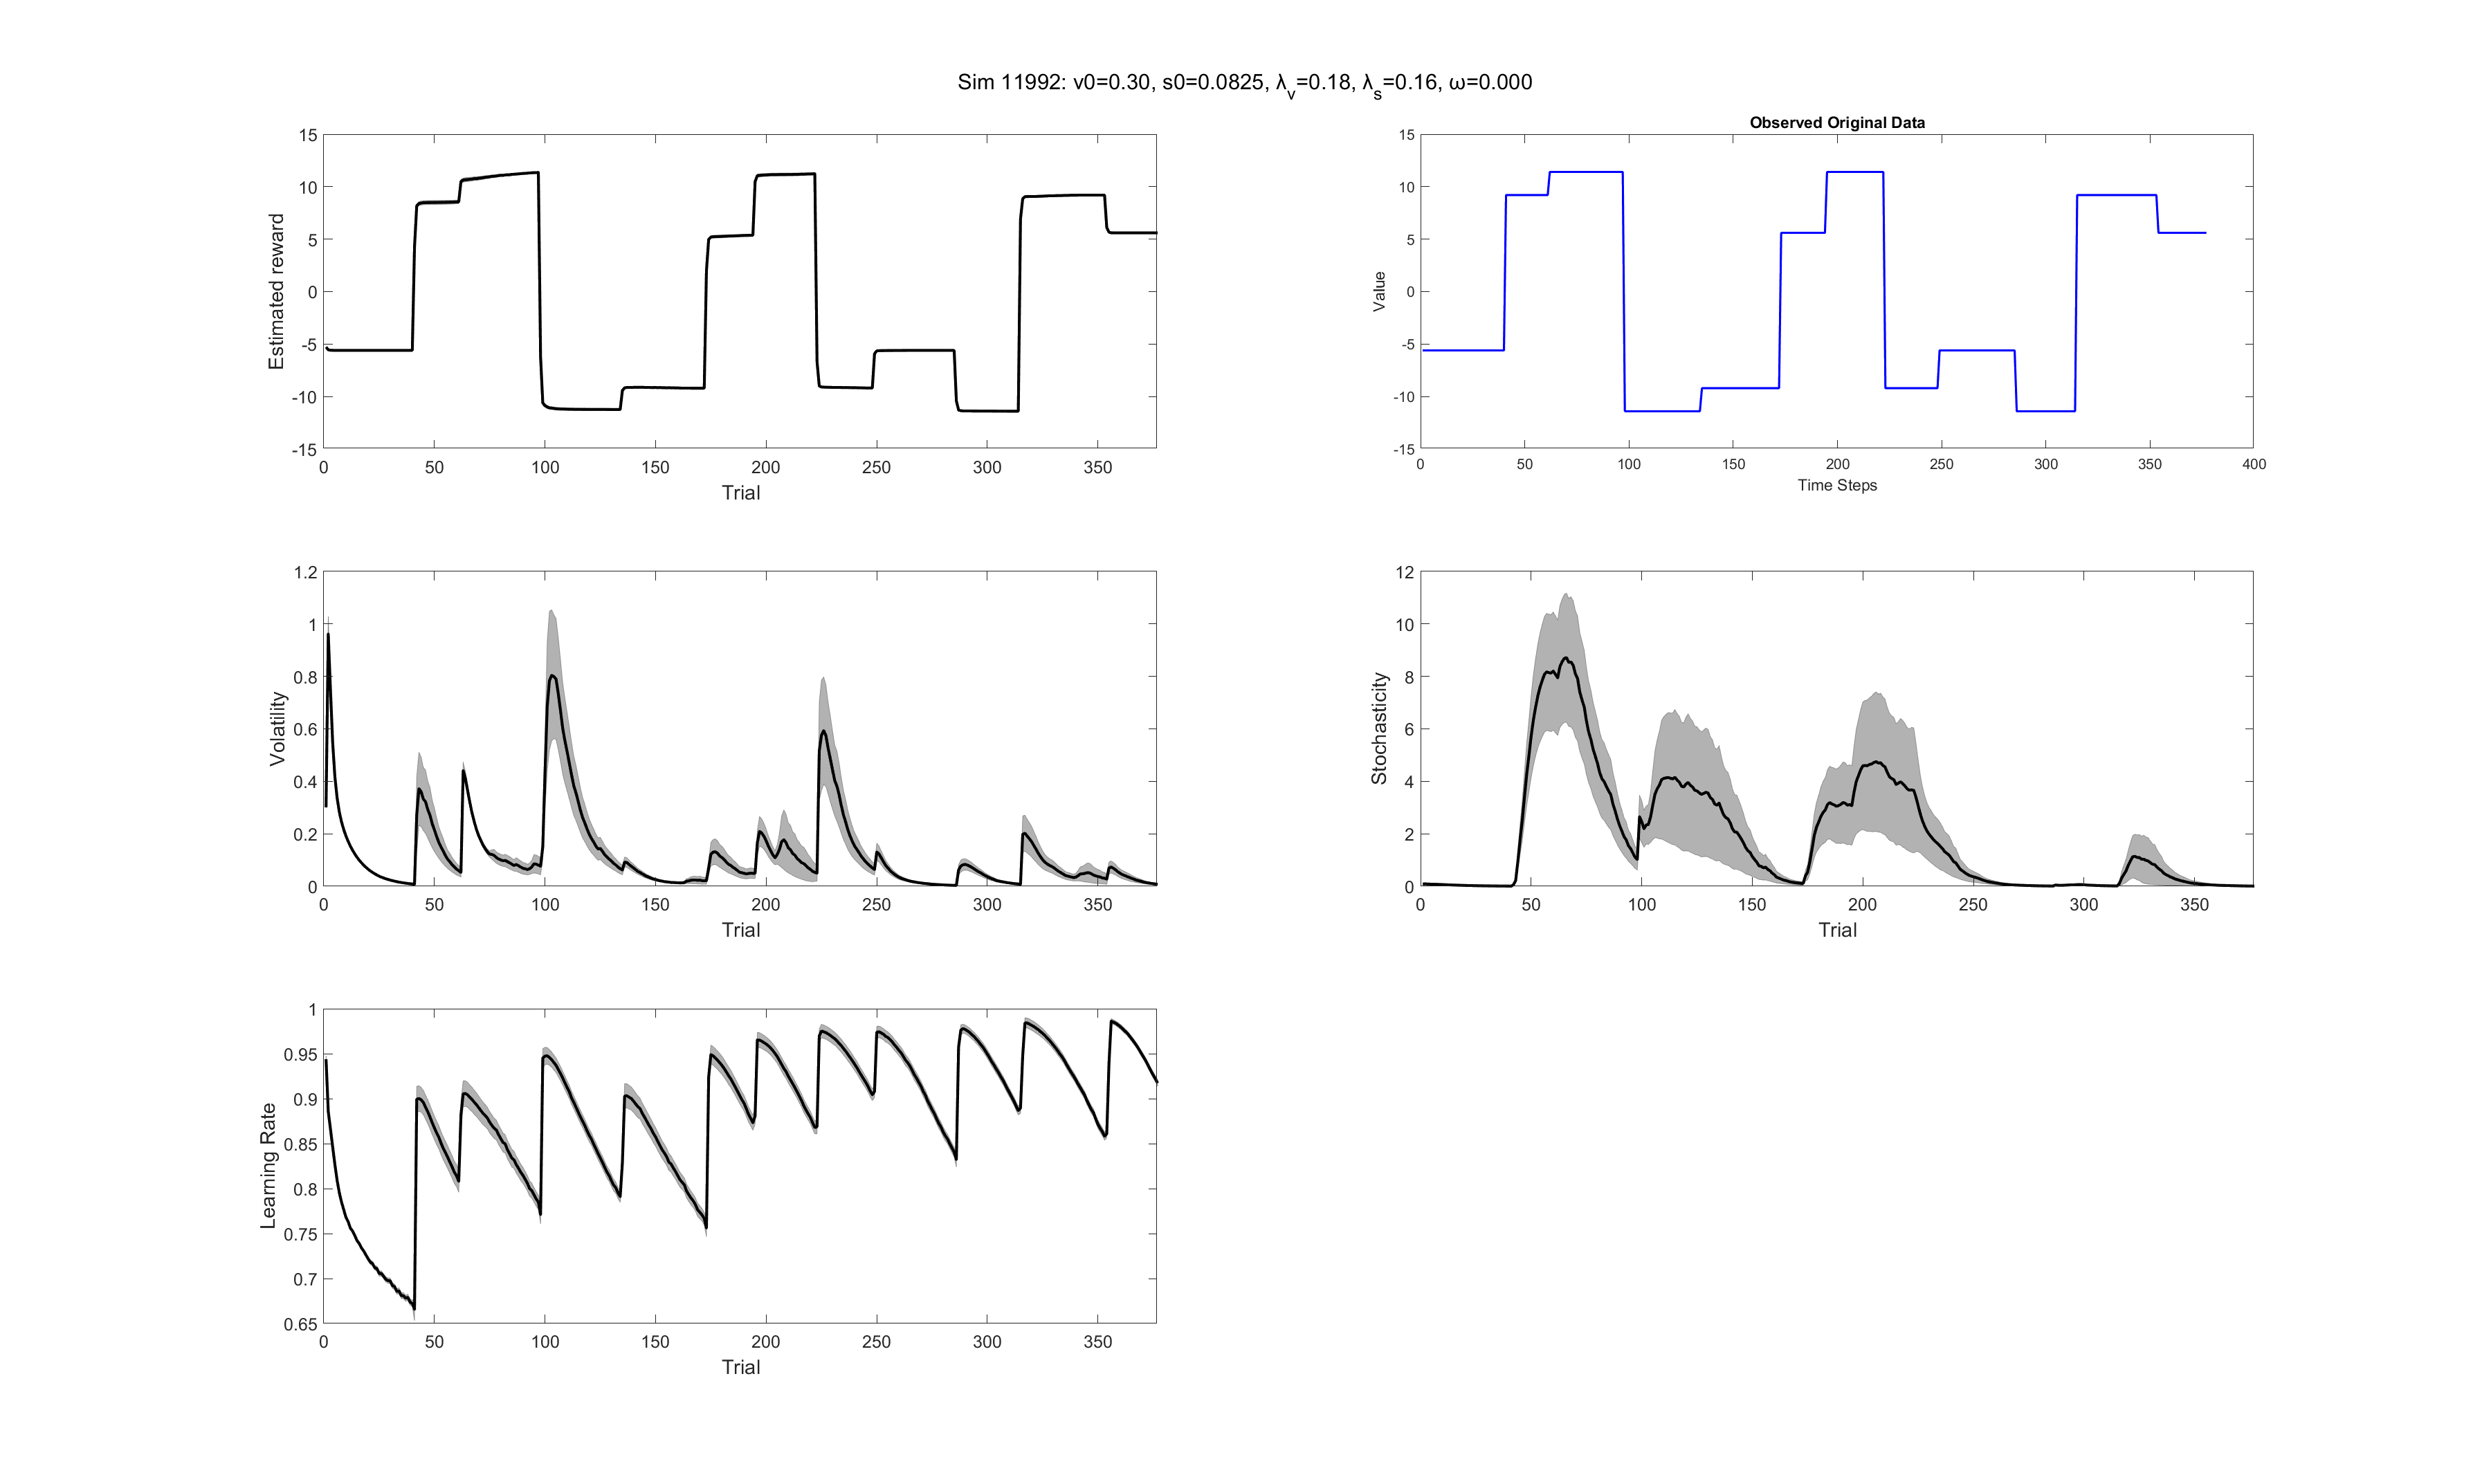 Sim 11992: v0=0.30, s0=0.0825, λv=0.18, λs=0.16, ω=0.000
15
10
5
0
-5
-10
-15
Estimated reward
0 50 100 150 200 250 300 350
Trial
Observed Original Data
15
10
5
0
-5
-10
-15
Value
0 50 100 150 200 250 300 350 400
Time Steps
1.2
1
0.8
0.6
0.4
0.2
0
Volatility
0 50 100 150 200 250 300 350
Trial
12
10
8
6
4
2
0
Stochasticity
0 50 100 150 200 250 300 350
Trial
1
0.95
0.9
0.85
0.8
0.75
0.7
0.65
Learning Rate
0 50 100 150 200 250 300 350
Trial